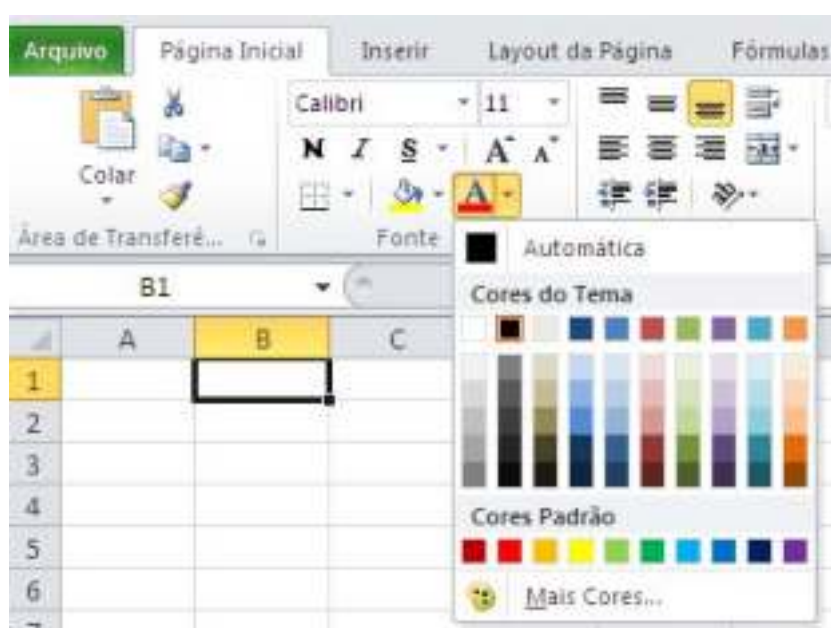 Arquivo Página Inicial Inserir Layout da Página Fórmulas
Calibri 11
N I S A A
Colar
A
Área de Transferê... Fonte
Automática
B1
Cores do Tema
A B C
1
2
3
4
5
6
7
Cores Padrão
Mais Cores...